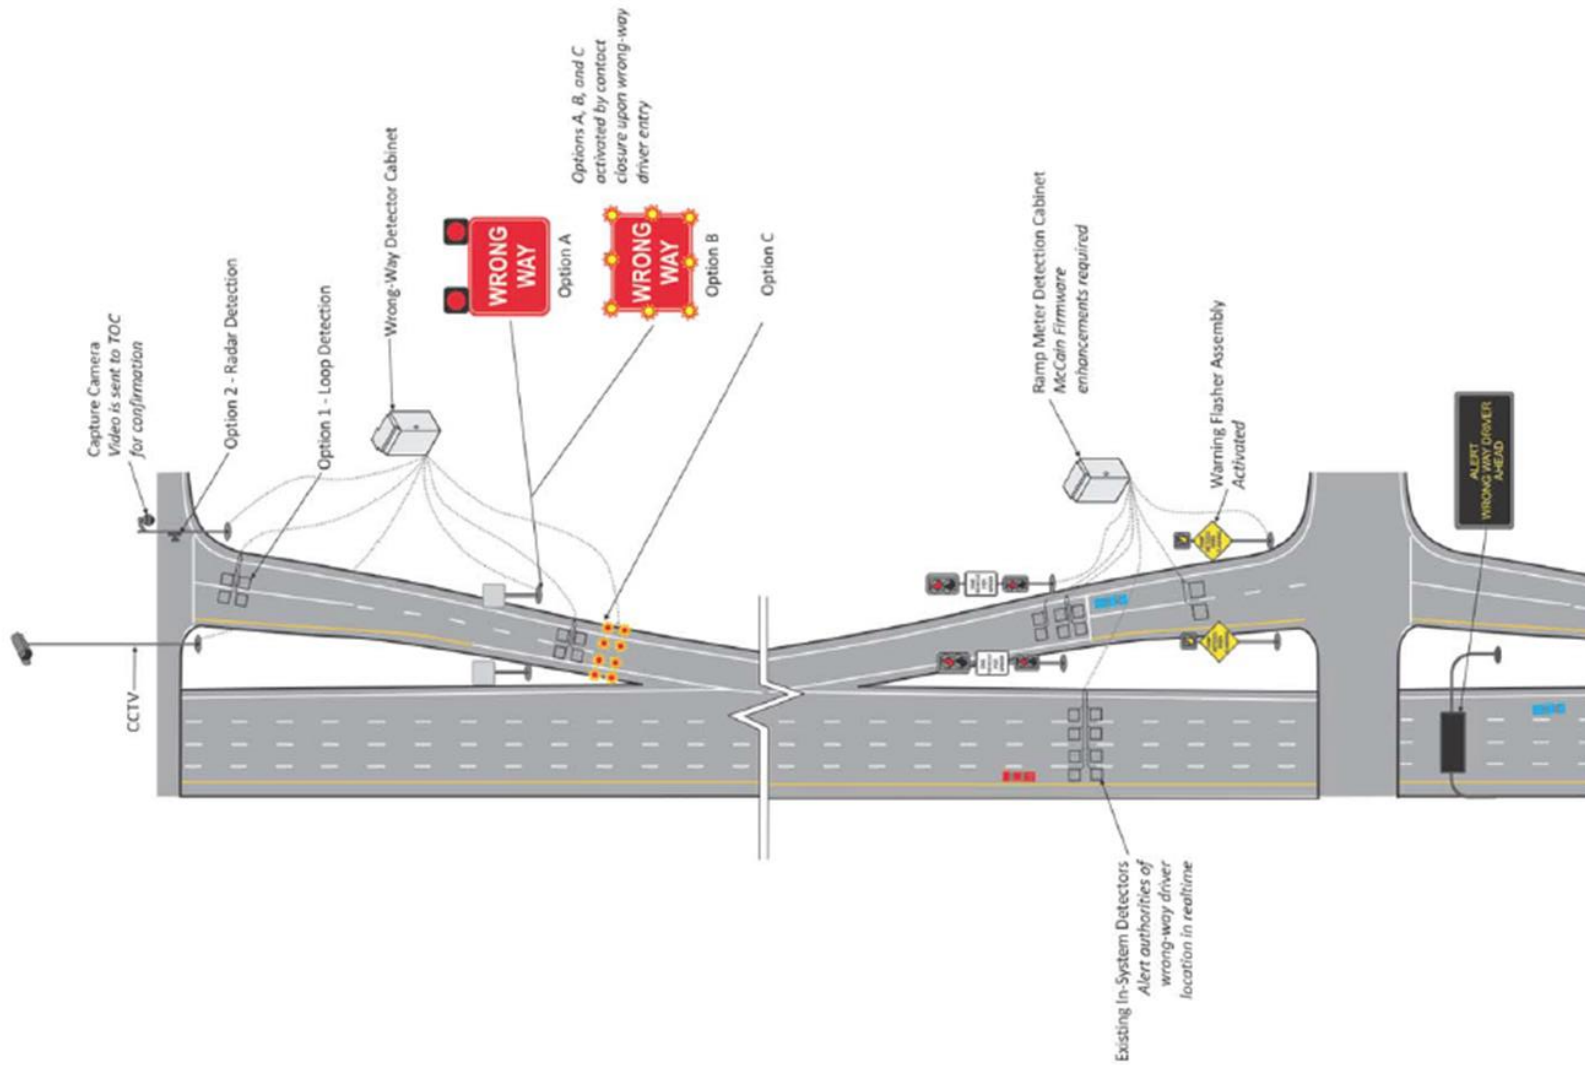 Capture Camera
Video is sent to TOC
for confirmation
Option 2 - Radar Detection
Option 1 - Loop Detection
CCTV
Wrong-Way Detector Cabinet
WRONG
WAY
Option A
WRONG
WAY
Option B
Options A, B, and C
activated by contact
closure upon wrong-way
driver entry
Option C
Ramp Meter Detection Cabinet
McCain Firmware
enhancements required
Warning Flasher Assembly
Activated
Existing In-System Detectors
Alert authorities of
wrong-way driver
location in realtime
ALERT
WRONG WAY DRIVER
AHEAD